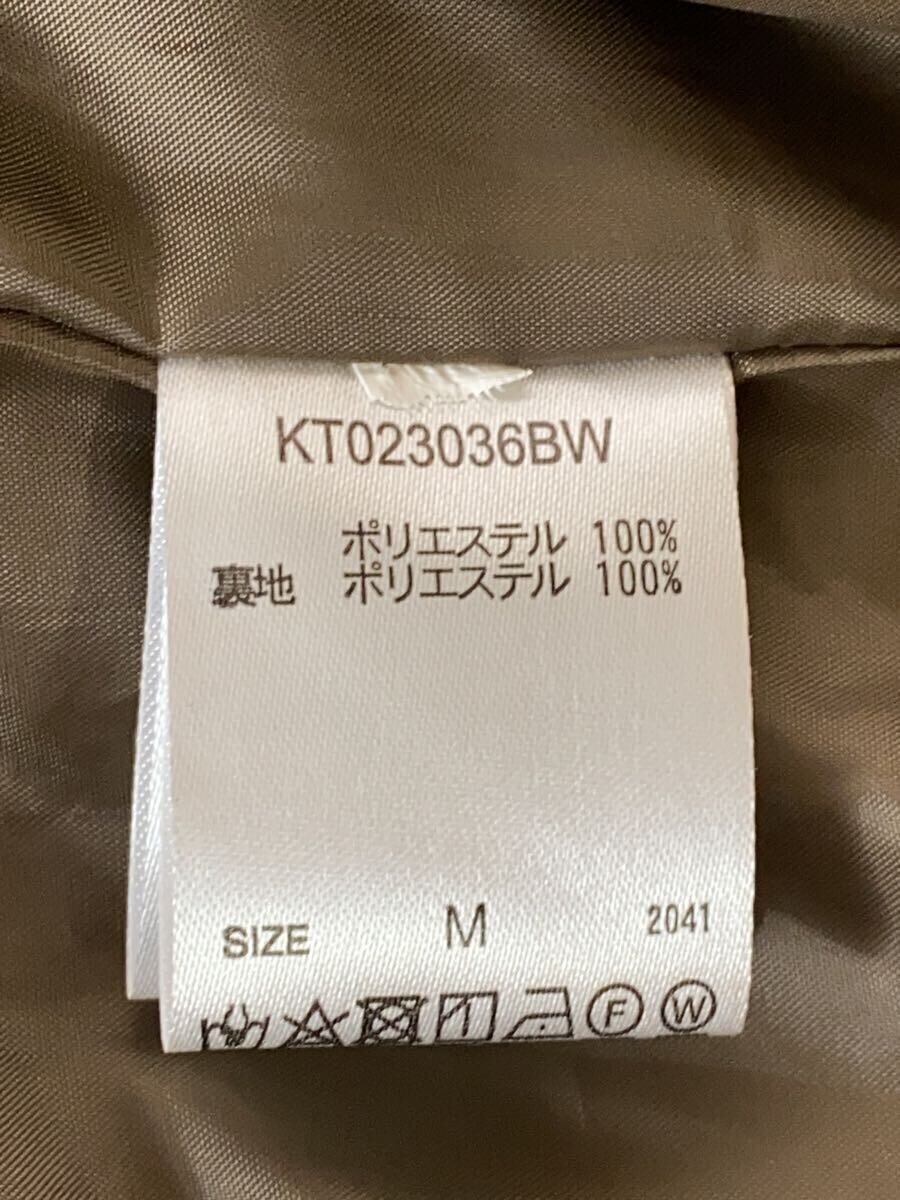 KT023036BW
ポリエステル 100%
裏地 ポリエステル 100%
SIZE M 2041
F W